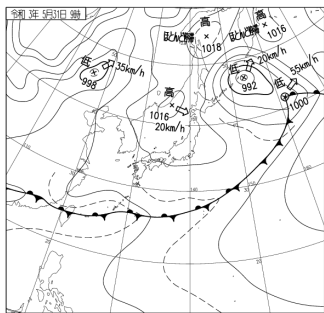 令和 3年 5月31日 9時
高
ほとんど停滞
1016
高
ほとんど停滞
1018
低
998
35km/h
高
1016
20km/h
低
20km/h
992
低
55km/h
1000